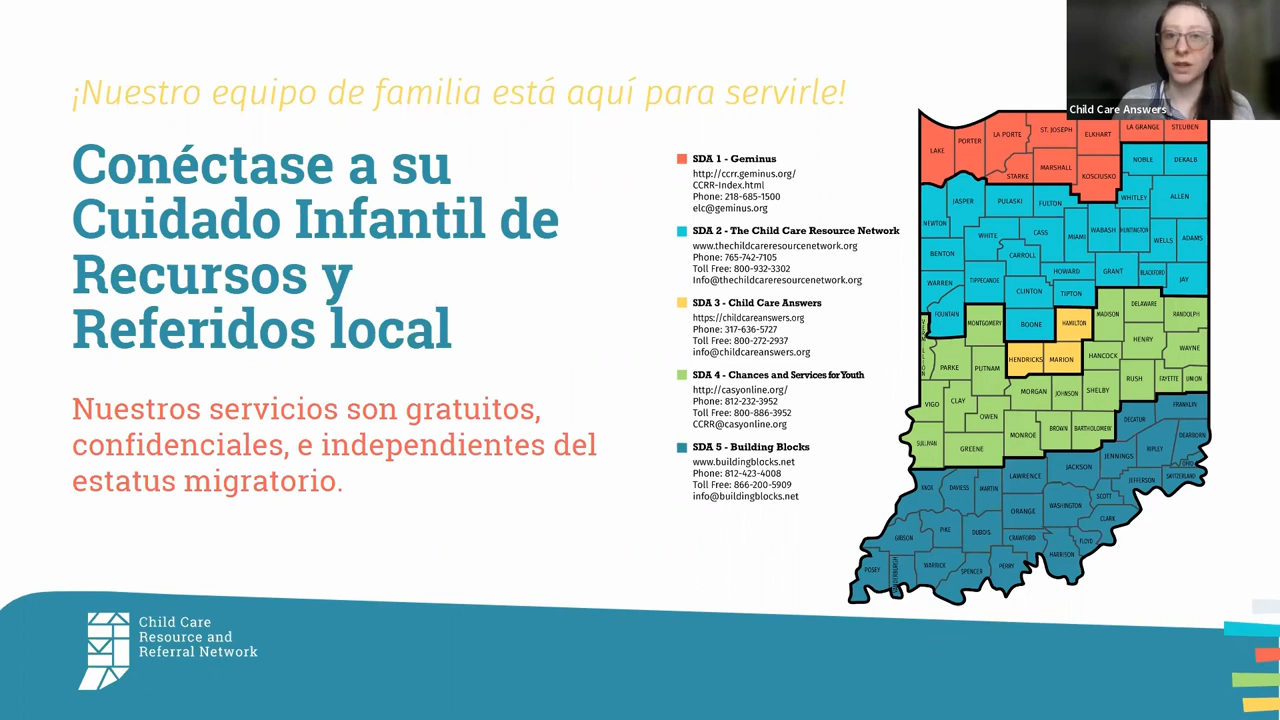 ¡Nuestro equipo de familia está aquí para servirle!
Conéctase a su
Cuidado Infantil de
Recursos y
Referidos local
Nuestros servicios son gratuitos,
confidenciales, e independientes del
estatus migratorio.
SDA 1 - Geminus
http://ccrr.geminus.org/
CCRR-Index.html
Phone: 218-685-1500
elc@geminus.org
SDA 2 - The Child Care Resource Network
www.thechildcareresourcenetwork.org
Phone: 765-742-7105
Toll Free: 800-932-3302
Info@thechildcareresourcenetwork.org
SDA 3 - Child Care Answers
https://childcareanswers.org
Phone: 317-636-5727
Toll Free: 800-272-2937
info@childcareanswers.org
SDA 4 - Chances and Services for Youth
http://casyonline.org/
Phone: 812-232-3952
Toll Free: 800-886-3952
CCRR@casyonline.org
SDA 5 - Building Blocks
www.buildingblocks.net
Phone: 812-423-4008
Toll Free: 866-200-5909
info@buildingblocks.net
Child Care Answers
LAKE
PORTER
LA PORTE
ST. JOSEPH
ELKHART
LA GRANGE
STEUBEN
STARKE
MARSHALL
KOSCIUSKO
NOBLE
DEKALB
JASPER
PULASKI
FULTON
WHITLEY
ALLEN
NEWTON
WHITE
CASS
MIAMI
WABASH
HUNTINGTON
WELLS
ADAMS
BENTON
CARROLL
WARREN
TIPPECANOE
HOWARD
GRANT
BLACKFORD
JAY
CLINTON
TIPTON
FOUNTAIN
MONTGOMERY
BOONE
HAMILTON
MADISON
DELAWARE
RANDOLPH
HENRY
WAYNE
PARKE
PUTNAM
HENDRICKS
MARION
HANCOCK
RUSH
FAYETTE
UNION
VIGO
CLAY
MORGAN
JOHNSON
SHELBY
OWEN
FRANKLIN
DECATUR
SULLIVAN
GREENE
MONROE
BROWN
BARTHOLOMEW
DEARBORN
RIPLEY
JENNINGS
OHIO
JACKSON
LAWRENCE
JEFFERSON
SWITZERLAND
KNOX
DAVIESS
MARTIN
SCOTT
ORANGE
WASHINGTON
CLARK
GIBSON
PIKE
DUBOIS
CRAWFORD
FLOYD
HARRISON
POSEY
WARRICK
SPENCER
PERRY
Child Care
Resource and
Referral Network